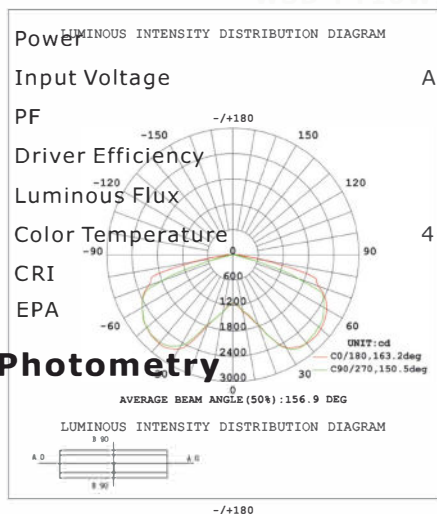 LUMINOUS INTENSITY DISTRIBUTION DIAGRAM
Power
Input Voltage A
PF
-/+180
-150 150
Driver Efficiency
-120 120
Luminous Flux
Color Temperature 4
-90 0 90
CRI
600
EPA
1200
-60 60
1800
UNIT:cd
2400
C0/180,163.2deg
Photometry
30
C90/270,150.5deg
3000
0
AVERAGE BEAM ANGLE(50%):156.9 DEG
LUMINOUS INTENSITY DISTRIBUTION DIAGRAM
B 90
A 0
B 90
-/+180